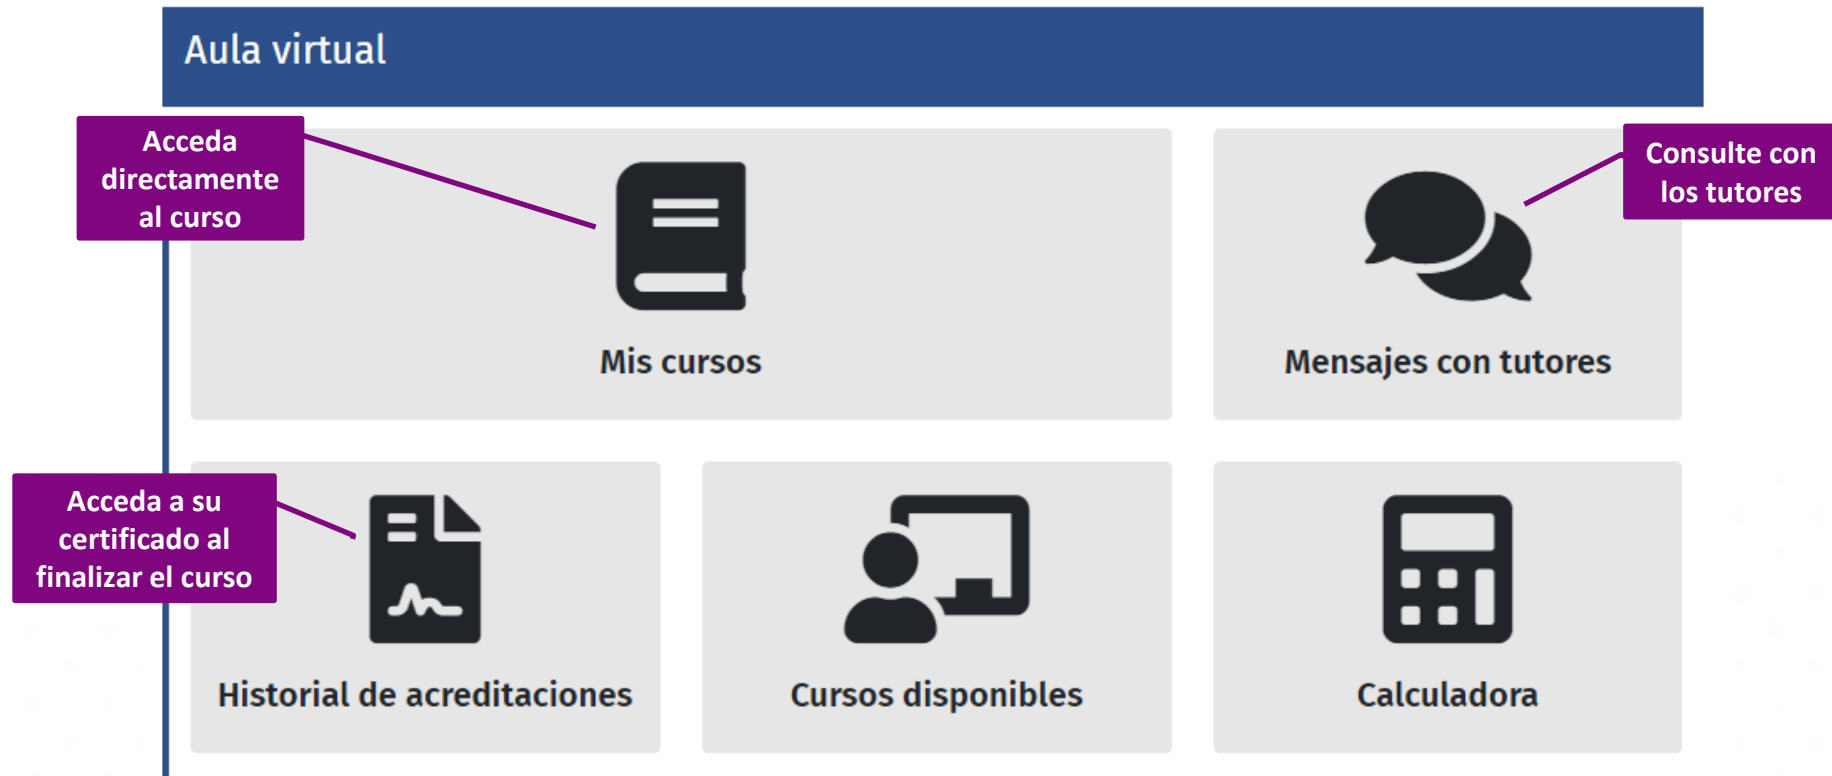 Aula virtual
Acceda
directamente
al curso
Consulte con
los tutores
Mis cursos
Mensajes con tutores
Acceda a su
certificado al
finalizar el curso
Historial de acreditaciones
Cursos disponibles
Calculadora